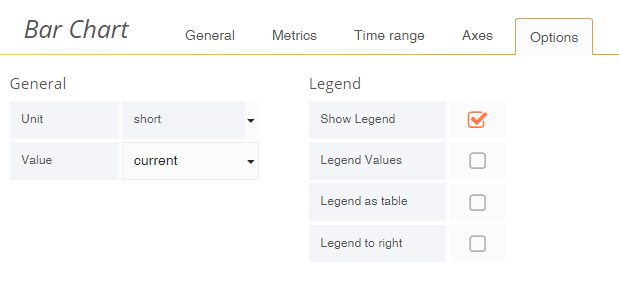 Bar Chart
General Metrics Time range Axes Options
General
Unit short
Value current
Legend
Show Legend
Legend Values
Legend as table
Legend to right